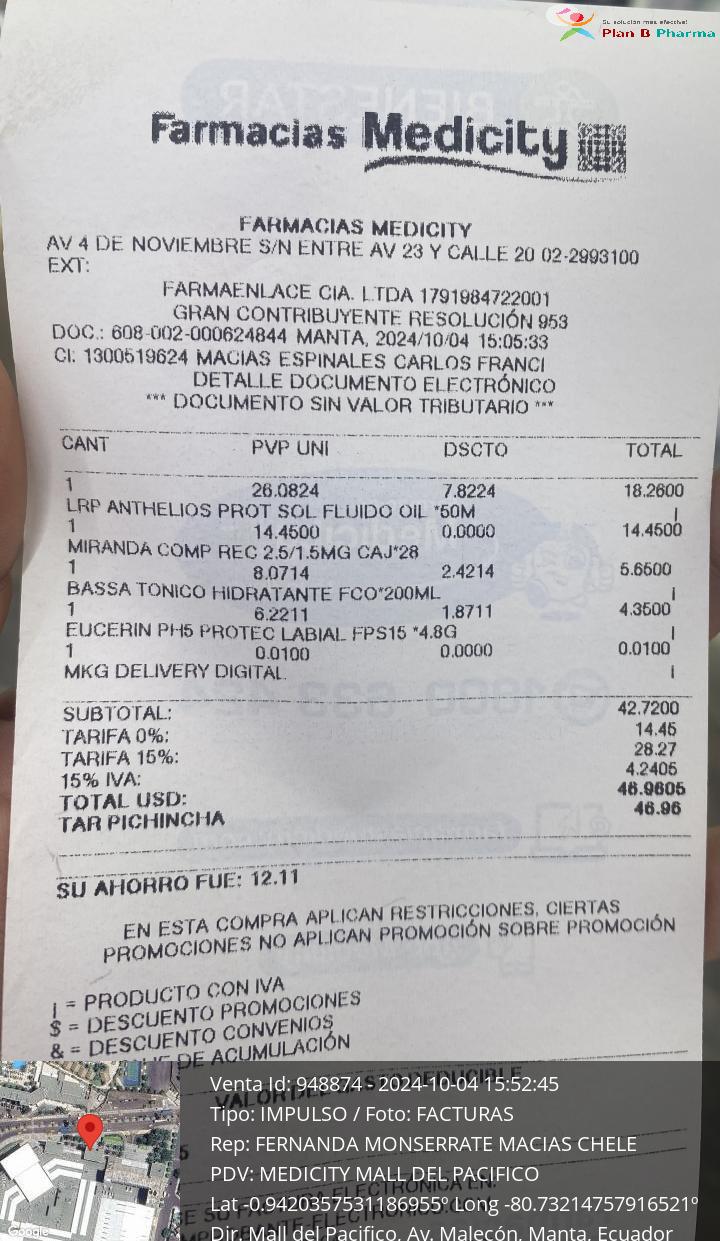 Su solución más efectiva!
Plan B Pharma
BIENESTAR
Farmacias Medicity
FARMACIAS MEDICITY
AV 4 DE NOVIEMBRE S/N ENTRE AV 23 Y CALLE 20 02-2993100
EXT:
FARMAENLACE CIA. LTDA 1791984722001
GRAN CONTRIBUYENTE RESOLUCIÓN 953
DOC.: 608-002-000624844 MANTA, 2024/10/04 15:05:33
CI: 1300519624 MACIAS ESPINALES CARLOS FRANCI
DETALLE DOCUMENTO ELECTRÓNICO
*** DOCUMENTO SIN VALOR TRIBUTARIO ***
CANT PVP UNI DSCTO TOTAL
1 26.0824 7.8224 18.2600
LRP ANTHELIOS PROT SOL FLUIDO OIL *50M I
1 14.4500 0.0000 14.4500
MIRANDA COMP REC 2.5/1.5MG CAJ*28
1 8.0714 2.4214 5.6500
BASSA TONICO HIDRATANTE FCO*200ML I
1 6.2211 1.8711 4.3500
EUCERIN PH5 PROTEC LABIAL FPS15 *4.8G I
1 0.0100 0.0000 0.0100
MKG DELIVERY DIGITAL I
SUBTOTAL: 42.7200
TARIFA 0%: 14.45
TARIFA 15%: 28.27
15% IVA: 4.2405
TOTAL USD: 46.9605
TAR PICHINCHA 46.96
SU AHORRO FUE: 12.11
EN ESTA COMPRA APLICAN RESTRICCIONES, CIERTAS
PROMOCIONES NO APLICAN PROMOCIÓN SOBRE PROMOCIÓN
I = PRODUCTO CON IVA
$ = DESCUENTO PROMOCIONES
& = DESCUENTO CONVENIOS
DE ACUMULACIÓN
Venta Id: 948874 - 2024-10-04 15:52:45
Tipo: IMPULSO / Foto: FACTURAS
Rep: FERNANDA MONSERRATE MACIAS CHELE
PDV: MEDICITY MALL DEL PACIFICO
Lat -0.9420357531186955º Long -80.73214757916521º
Dir. Mall del Pacifico, Av. Malecón, Manta, Ecuador
Google